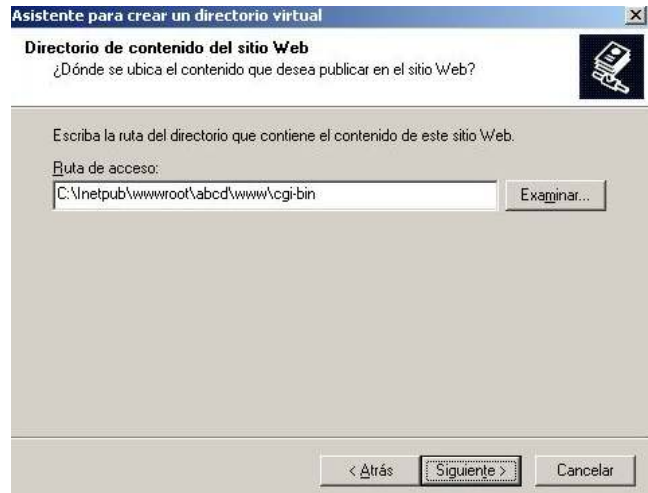 Asistente para crear un directorio virtual
Directorio de contenido del sitio Web
¿Dónde se ubica el contenido que desea publicar en el sitio Web?
Escriba la ruta del directorio que contiene el contenido de este sitio Web.
Ruta de acceso:
C:\Inetpub\wwwroot\abcd\www\cgi-bin
Examinar...
< Atrás
Siguiente >
Cancelar